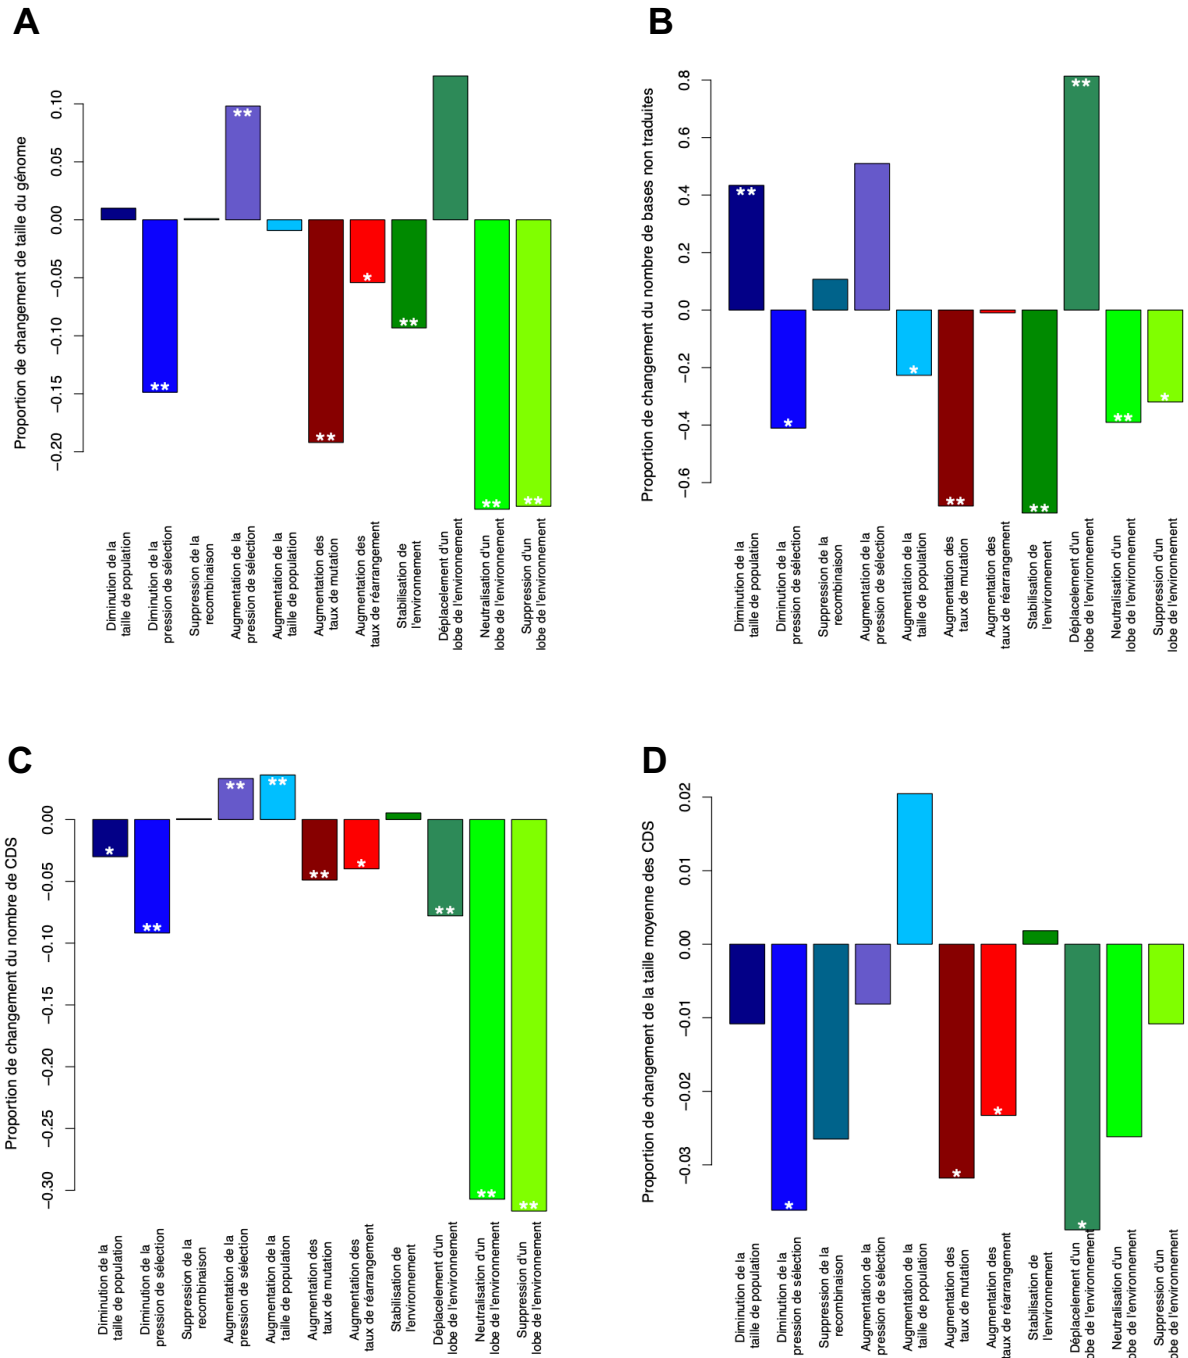 A
Proportion de changement de taille du génome
0.10
0.05
0.00
−0.05
−0.10
−0.15
−0.20
**
**
**
*
**
**
**
Diminution de la
taille de population
Diminution de la
pression de sélection
Suppression de la
recombinaison
Augmentation de la
pression de sélection
Augmentation de la
taille de population
Augmentation des
taux de mutation
Augmentation des
taux de réarrangement
Stabilisation de
l'environnement
Déplacelement d'un
lobe de l'environnement
Neutralisation d'un
lobe de l'environnement
Suppression d'un
lobe de l'environnement
B
Proportion de changement du nombre de bases non traduites
0.8
0.6
0.4
0.2
0.0
−0.2
−0.4
−0.6
**
*
*
**
**
**
**
*
Diminution de la
taille de population
Diminution de la
pression de sélection
Suppression de la
recombinaison
Augmentation de la
pression de sélection
Augmentation de la
taille de population
Augmentation des
taux de mutation
Augmentation des
taux de réarrangement
Stabilisation de
l'environnement
Déplacelement d'un
lobe de l'environnement
Neutralisation d'un
lobe de l'environnement
Suppression d'un
lobe de l'environnement
C
Proportion de changement du nombre de CDS
0.00
−0.05
−0.10
−0.15
−0.20
−0.25
−0.30
*
**
**
**
**
*
**
**
**
Diminution de la
taille de population
Diminution de la
pression de sélection
Suppression de la
recombinaison
Augmentation de la
pression de sélection
Augmentation de la
taille de population
Augmentation des
taux de mutation
Augmentation des
taux de réarrangement
Stabilisation de
l'environnement
Déplacelement d'un
lobe de l'environnement
Neutralisation d'un
lobe de l'environnement
Suppression d'un
lobe de l'environnement
D
Proportion de changement de la taille moyenne des CDS
0.02
0.01
0.00
−0.01
−0.02
−0.03
*
*
*
*
Diminution de la
taille de population
Diminution de la
pression de sélection
Suppression de la
recombinaison
Augmentation de la
pression de sélection
Augmentation de la
taille de population
Augmentation des
taux de mutation
Augmentation des
taux de réarrangement
Stabilisation de
l'environnement
Déplacelement d'un
obe de l'environnement
Neutralisation d'un
obe de l'environnement
Suppression d'un
obe de l'environnement